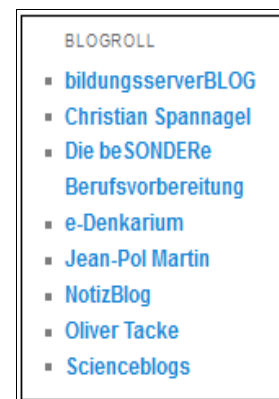 BLOGROLL
bildungsserverBLOG
Christian Spannagel
Die beSONDERe
Berufsvorbereitung
e-Denkarium
Jean-Pol Martin
NotizBlog
Oliver Tacke
Scienceblogs